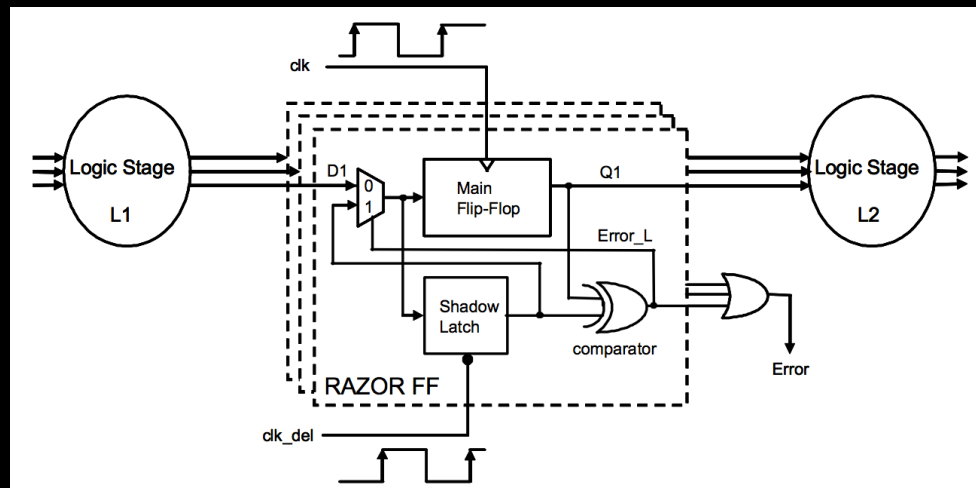 clk
Logic Stage
L1
D1
0
1
Main
Flip-Flop
Q1
Logic Stage
L2
Error_L
Shadow
Latch
comparator
Error
RAZOR FF
clk_del